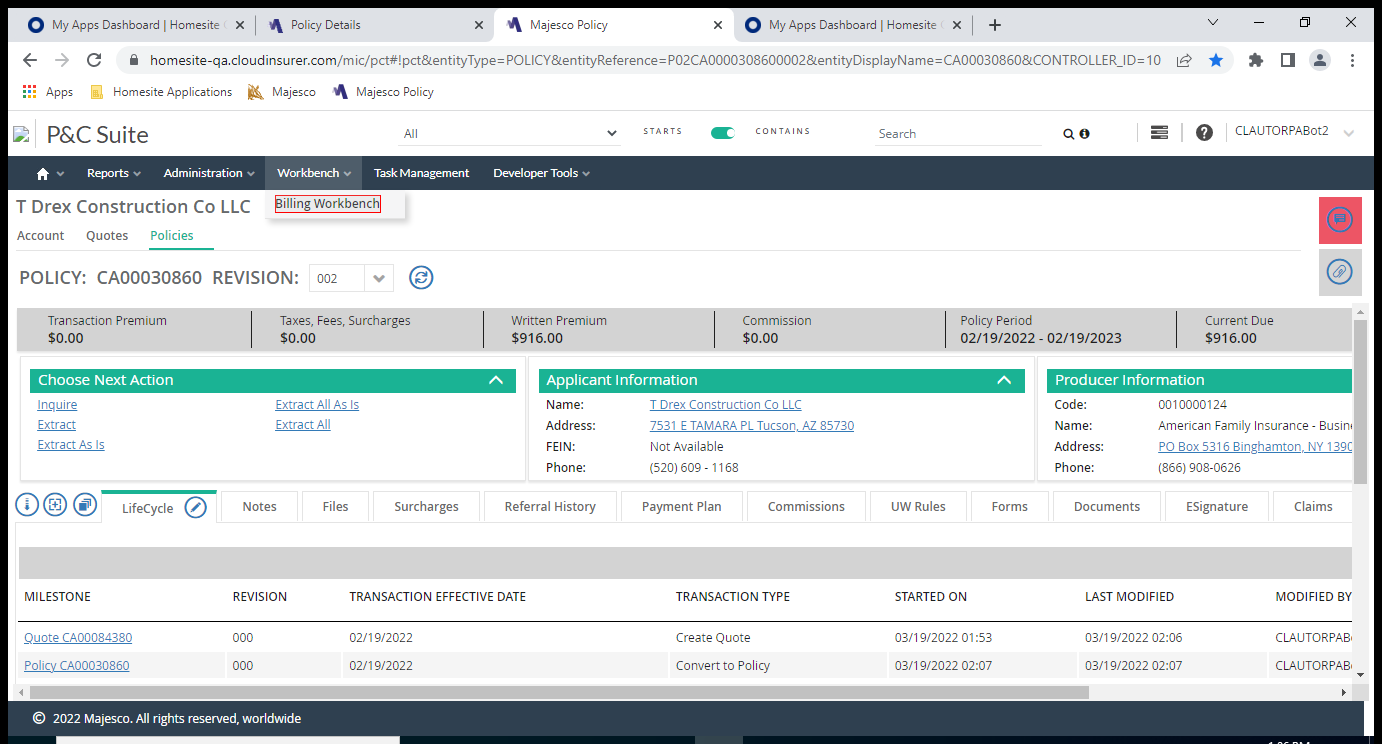 My Apps Dashboard | Homesite
Policy Details
Majesco Policy
My Apps Dashboard | Homesite
homesite-qa.cloudinsurer.com/mic/pct#!pct&entityType=POLICY&entityReference=P02CA0000308600002&entityDisplayName=CA00030860&CONTROLLER_ID=10
Apps
Homesite Applications
Majesco
Majesco Policy
P&C Suite
All
STARTS
CONTAINS
Search
CLAUTORPABot2
Reports
Administration
Workbench
Task Management
Developer Tools
Billing Workbench
T Drex Construction Co LLC
Account
Quotes
Policies
POLICY: CA00030860 REVISION: 002
Transaction Premium
$0.00
Taxes, Fees, Surcharges
$0.00
Written Premium
$916.00
Commission
$0.00
Policy Period
02/19/2022 - 02/19/2023
Current Due
$916.00
Choose Next Action
Inquire
Extract All As Is
Extract
Extract All
Extract As Is
Applicant Information
Name: T Drex Construction Co LLC
Address: 7531 E TAMARA PL Tucson, AZ 85730
FEIN: Not Available
Phone: (520) 609 - 1168
Producer Information
Code: 0010000124
Name: American Family Insurance - Busin
Address: PO Box 5316 Binghamton, NY 1390
Phone: (866) 908-0626
LifeCycle
Notes
Files
Surcharges
Referral History
Payment Plan
Commissions
UW Rules
Forms
Documents
ESignature
Claims
MILESTONE REVISION TRANSACTION EFFECTIVE DATE TRANSACTION TYPE STARTED ON LAST MODIFIED MODIFIED BY
Quote CA00084380 000 02/19/2022 Create Quote 03/19/2022 01:53 03/19/2022 02:06 CLAUTORPAB
Policy CA00030860 000 02/19/2022 Convert to Policy 03/19/2022 02:07 03/19/2022 02:07 CLAUTORPAB
© 2022 Majesco. All rights reserved, worldwide